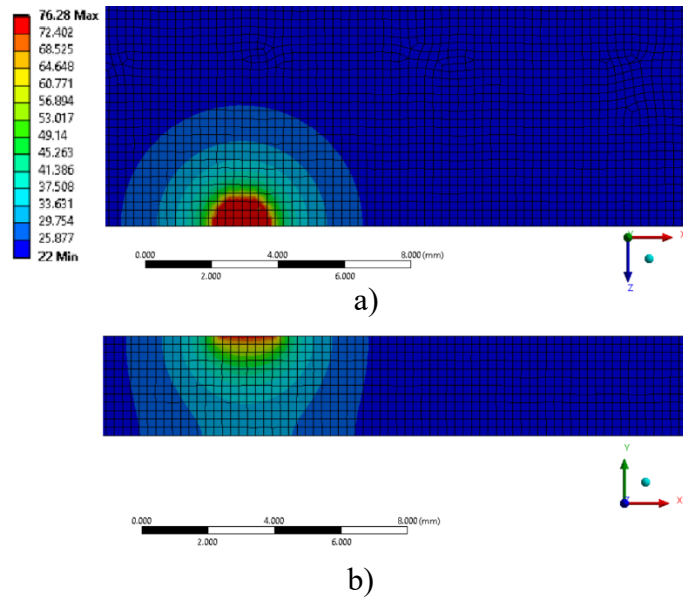 76.28 Max
72.402
68.525
64.648
60.771
56.894
53.017
49.14
45.263
41.386
37.508
33.631
29.754
25.877
22 Min
0.000 4.000 8.000 (mm)
2.000 6.000
X
Z
a)
Y
X
0.000 4.000 8.000 (mm)
2.000 6.000
b)